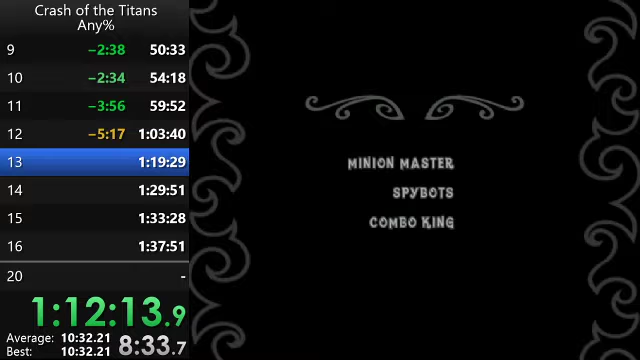 Crash of the Titans
Any%
9 −2:38 50:33
10 −2:34 54:18
11 −3:56 59:52
12 −5:17 1:03:40
13 1:19:29
14 1:29:51
15 1:33:28
16 1:37:51
20 -
1:12:13.9
Average: 10:32.21
Best: 10:32.21
8:33.7
MINION MASTER
SPYBOTS
COMBO KING